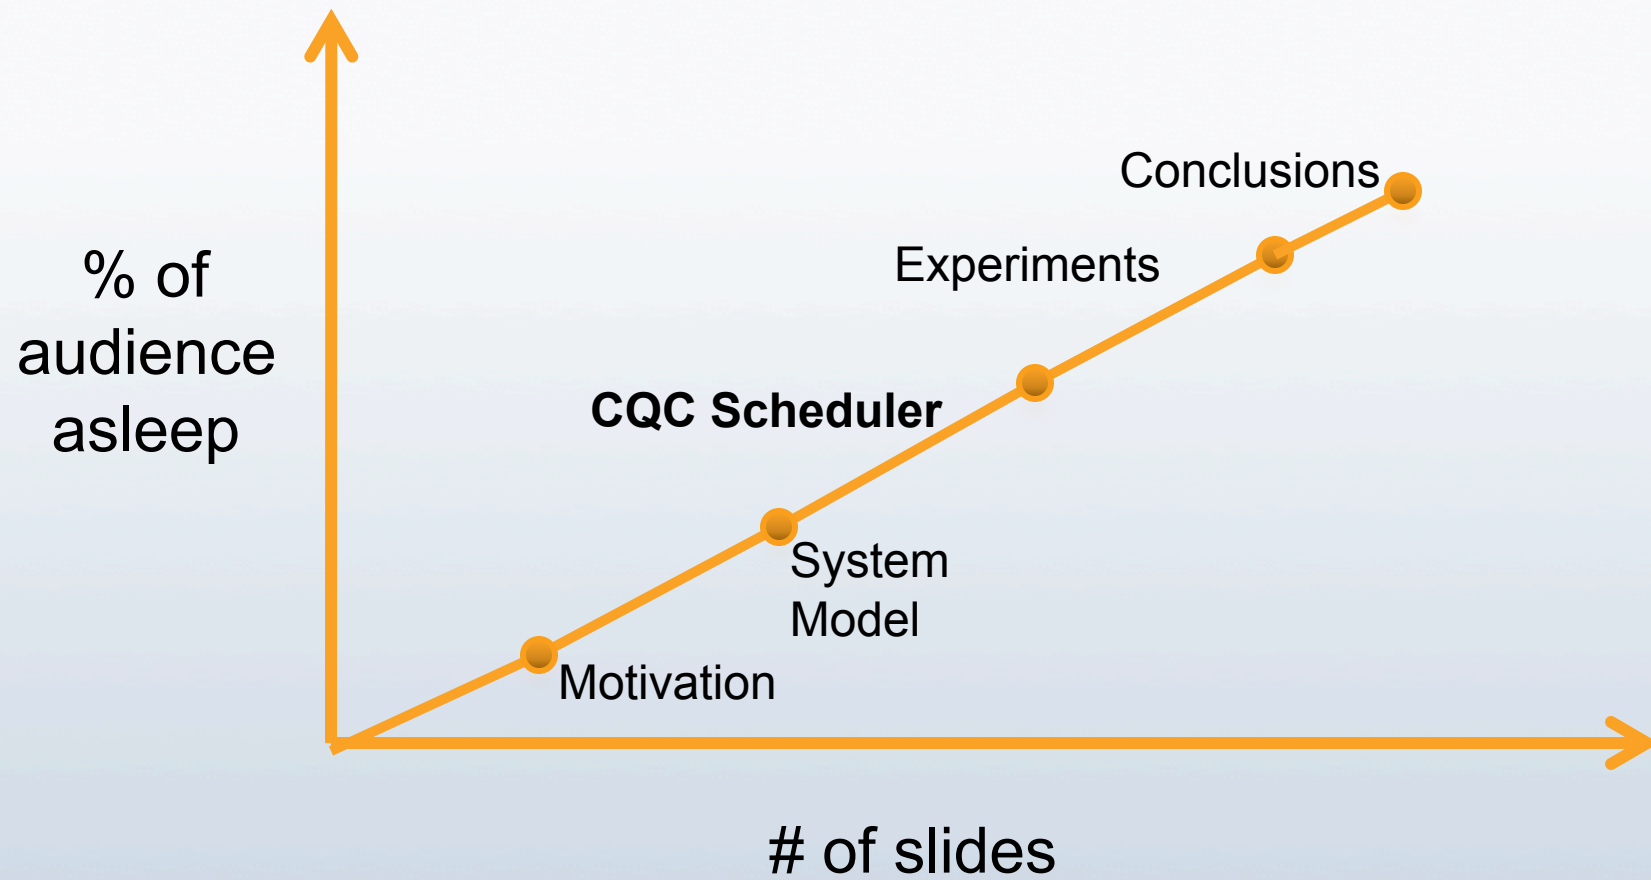 % of
audience
asleep
Conclusions
Experiments
CQC Scheduler
System
Model
Motivation
# of slides